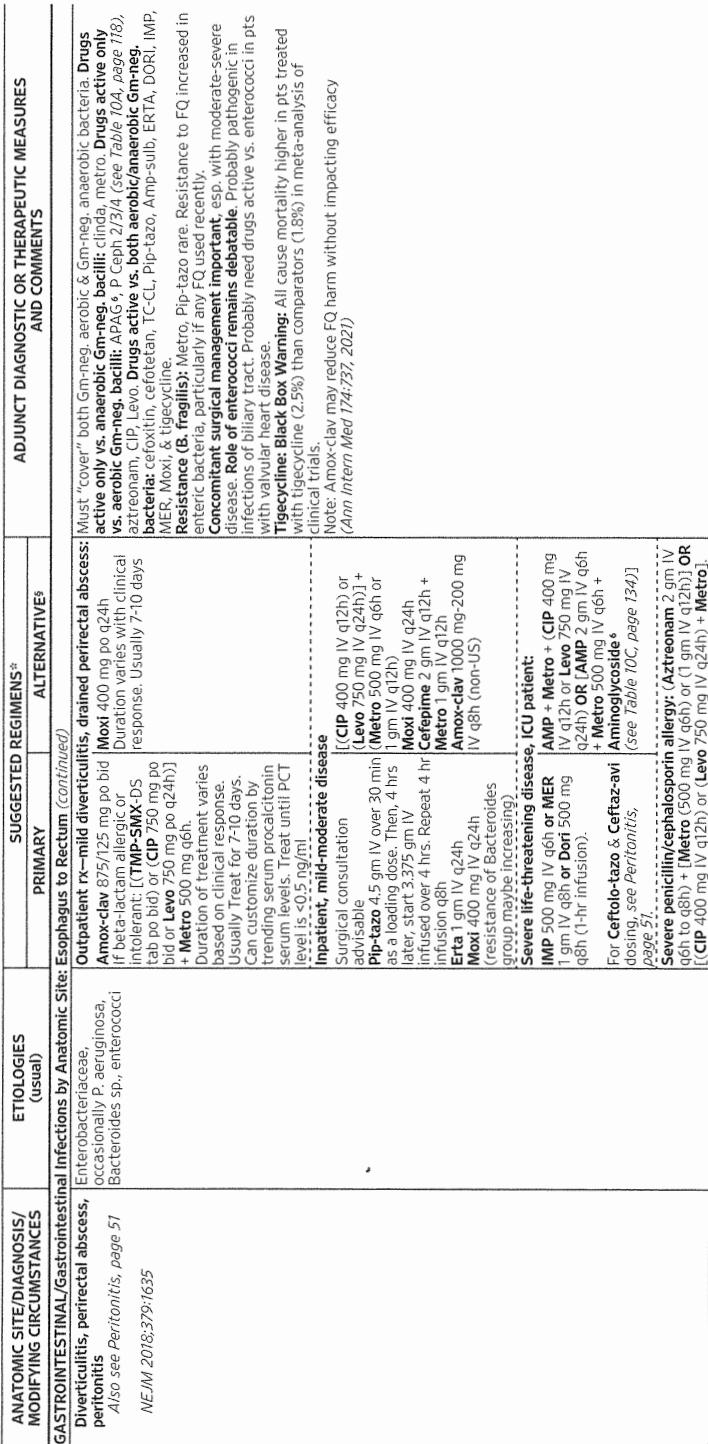 ANATOMIC SITE/DIAGNOSIS/
MODIFYING CIRCUMSTANCES
ETIOLOGIES
(usual)
SUGGESTED REGIMENS*
PRIMARY
ALTERNATIVE§
ADJUNCT DIAGNOSTIC OR THERAPEUTIC MEASURES
AND COMMENTS
GASTROINTESTINAL/Gastrointestinal Infections by Anatomic Site: Esophagus to Rectum (continued)
Diverticulitis, perirectal abscess,
peritonitis
Also see Peritonitis, page 51
NEJM 2018;379:1635
Enterobacteriaceae,
occasionally P. aeruginosa,
Bacteroides sp., enterococci
Outpatient rx—mild diverticulitis, drained perirectal abscess:
Amox-clav 875/125 mg po bid
If beta-lactam allergic or
intolerant: [(TMP-SMX-DS
tab po bid) or (CIP 750 mg po
bid or Levo 750 mg po q24h)]
+ Metro 500 mg q6h.
Duration of treatment varies
based on clinical response.
Usually Treat for 7-10 days.
Can customize duration by
trending serum procalcitonin
serum levels. Treat until PCT
level is <0.5 ng/ml
Moxi 400 mg po q24h
Duration varies with clinical
response. Usually 7-10 days
Inpatient, mild-moderate disease
Surgical consultation
advisable
Pip-tazo 4.5 gm IV over 30 min
as a loading dose. Then, 4 hrs
later, start 3.375 gm IV
infused over 4 hrs. Repeat 4 hr
infusion q8h
Erta 1 gm IV q24h
Moxi 400 mg IV q24h
(resistance of Bacteroides
group maybe increasing)
[(CIP 400 mg IV q12h) or
(Levo 750 mg IV q24h)] +
(Metro 500 mg IV q6h or
1 gm IV q12h)
Moxi 400 mg IV q24h
Cefepime 2 gm IV q12h +
Metro 1 gm IV q12h
Amox-clav 1000 mg-200 mg
IV q8h (non-US)
Severe life-threatening disease, ICU patient:
IMP 500 mg IV q6h or MER
1 gm IV q8h or Dori 500 mg
q8h (1-hr infusion).
For Ceftolo-tazo & Ceftaz-avi
dosing, see Peritonitis,
page 51.
AMP + Metro + (CIP 400 mg
IV q12h or Levo 750 mg IV
q24h) OR [AMP 2 gm IV q6h
+ Metro 500 mg IV q6h +
Aminoglycoside⁶
(see Table 10C, page 134)]
Severe penicillin/cephalosporin allergy: (Aztreonam 2 gm IV
q6h to q8h) + [Metro (500 mg IV q6h) or (1 gm IV q12h)] OR
[(CIP 400 mg IV q12h) or (Levo 750 mg IV q24h) + Metro].
Must "cover" both Gm-neg. aerobic & Gm-neg. anaerobic bacteria. Drugs
active only vs. anaerobic Gm-neg. bacilli: clinda, metro. Drugs active only
vs. aerobic Gm-neg. bacilli: APAG⁶, P Ceph 2/3/4 (see Table 10A, page 118),
aztreonam, CIP, Levo. Drugs active vs. both aerobic/anaerobic Gm-neg.
bacteria: cefoxitin, cefotetan, TC-CL, Pip-tazo, Amp-sulb, ERTA, DORI, IMP,
MER, Moxi, & tigecycline.
Resistance (B. fragilis): Metro, Pip-tazo rare. Resistance to FQ increased in
enteric bacteria, particularly if any FQ used recently.
Concomitant surgical management important, esp. with moderate-severe
disease. Role of enterococci remains debatable. Probably pathogenic in
infections of biliary tract. Probably need drugs active vs. enterococci in pts
with valvular heart disease.
Tigecycline: Black Box Warning: All cause mortality higher in pts treated
with tigecycline (2.5%) than comparators (1.8%) in meta-analysis of
clinical trials.
Note: Amox-clav may reduce FQ harm without impacting efficacy
(Ann Intern Med 174:737, 2021)